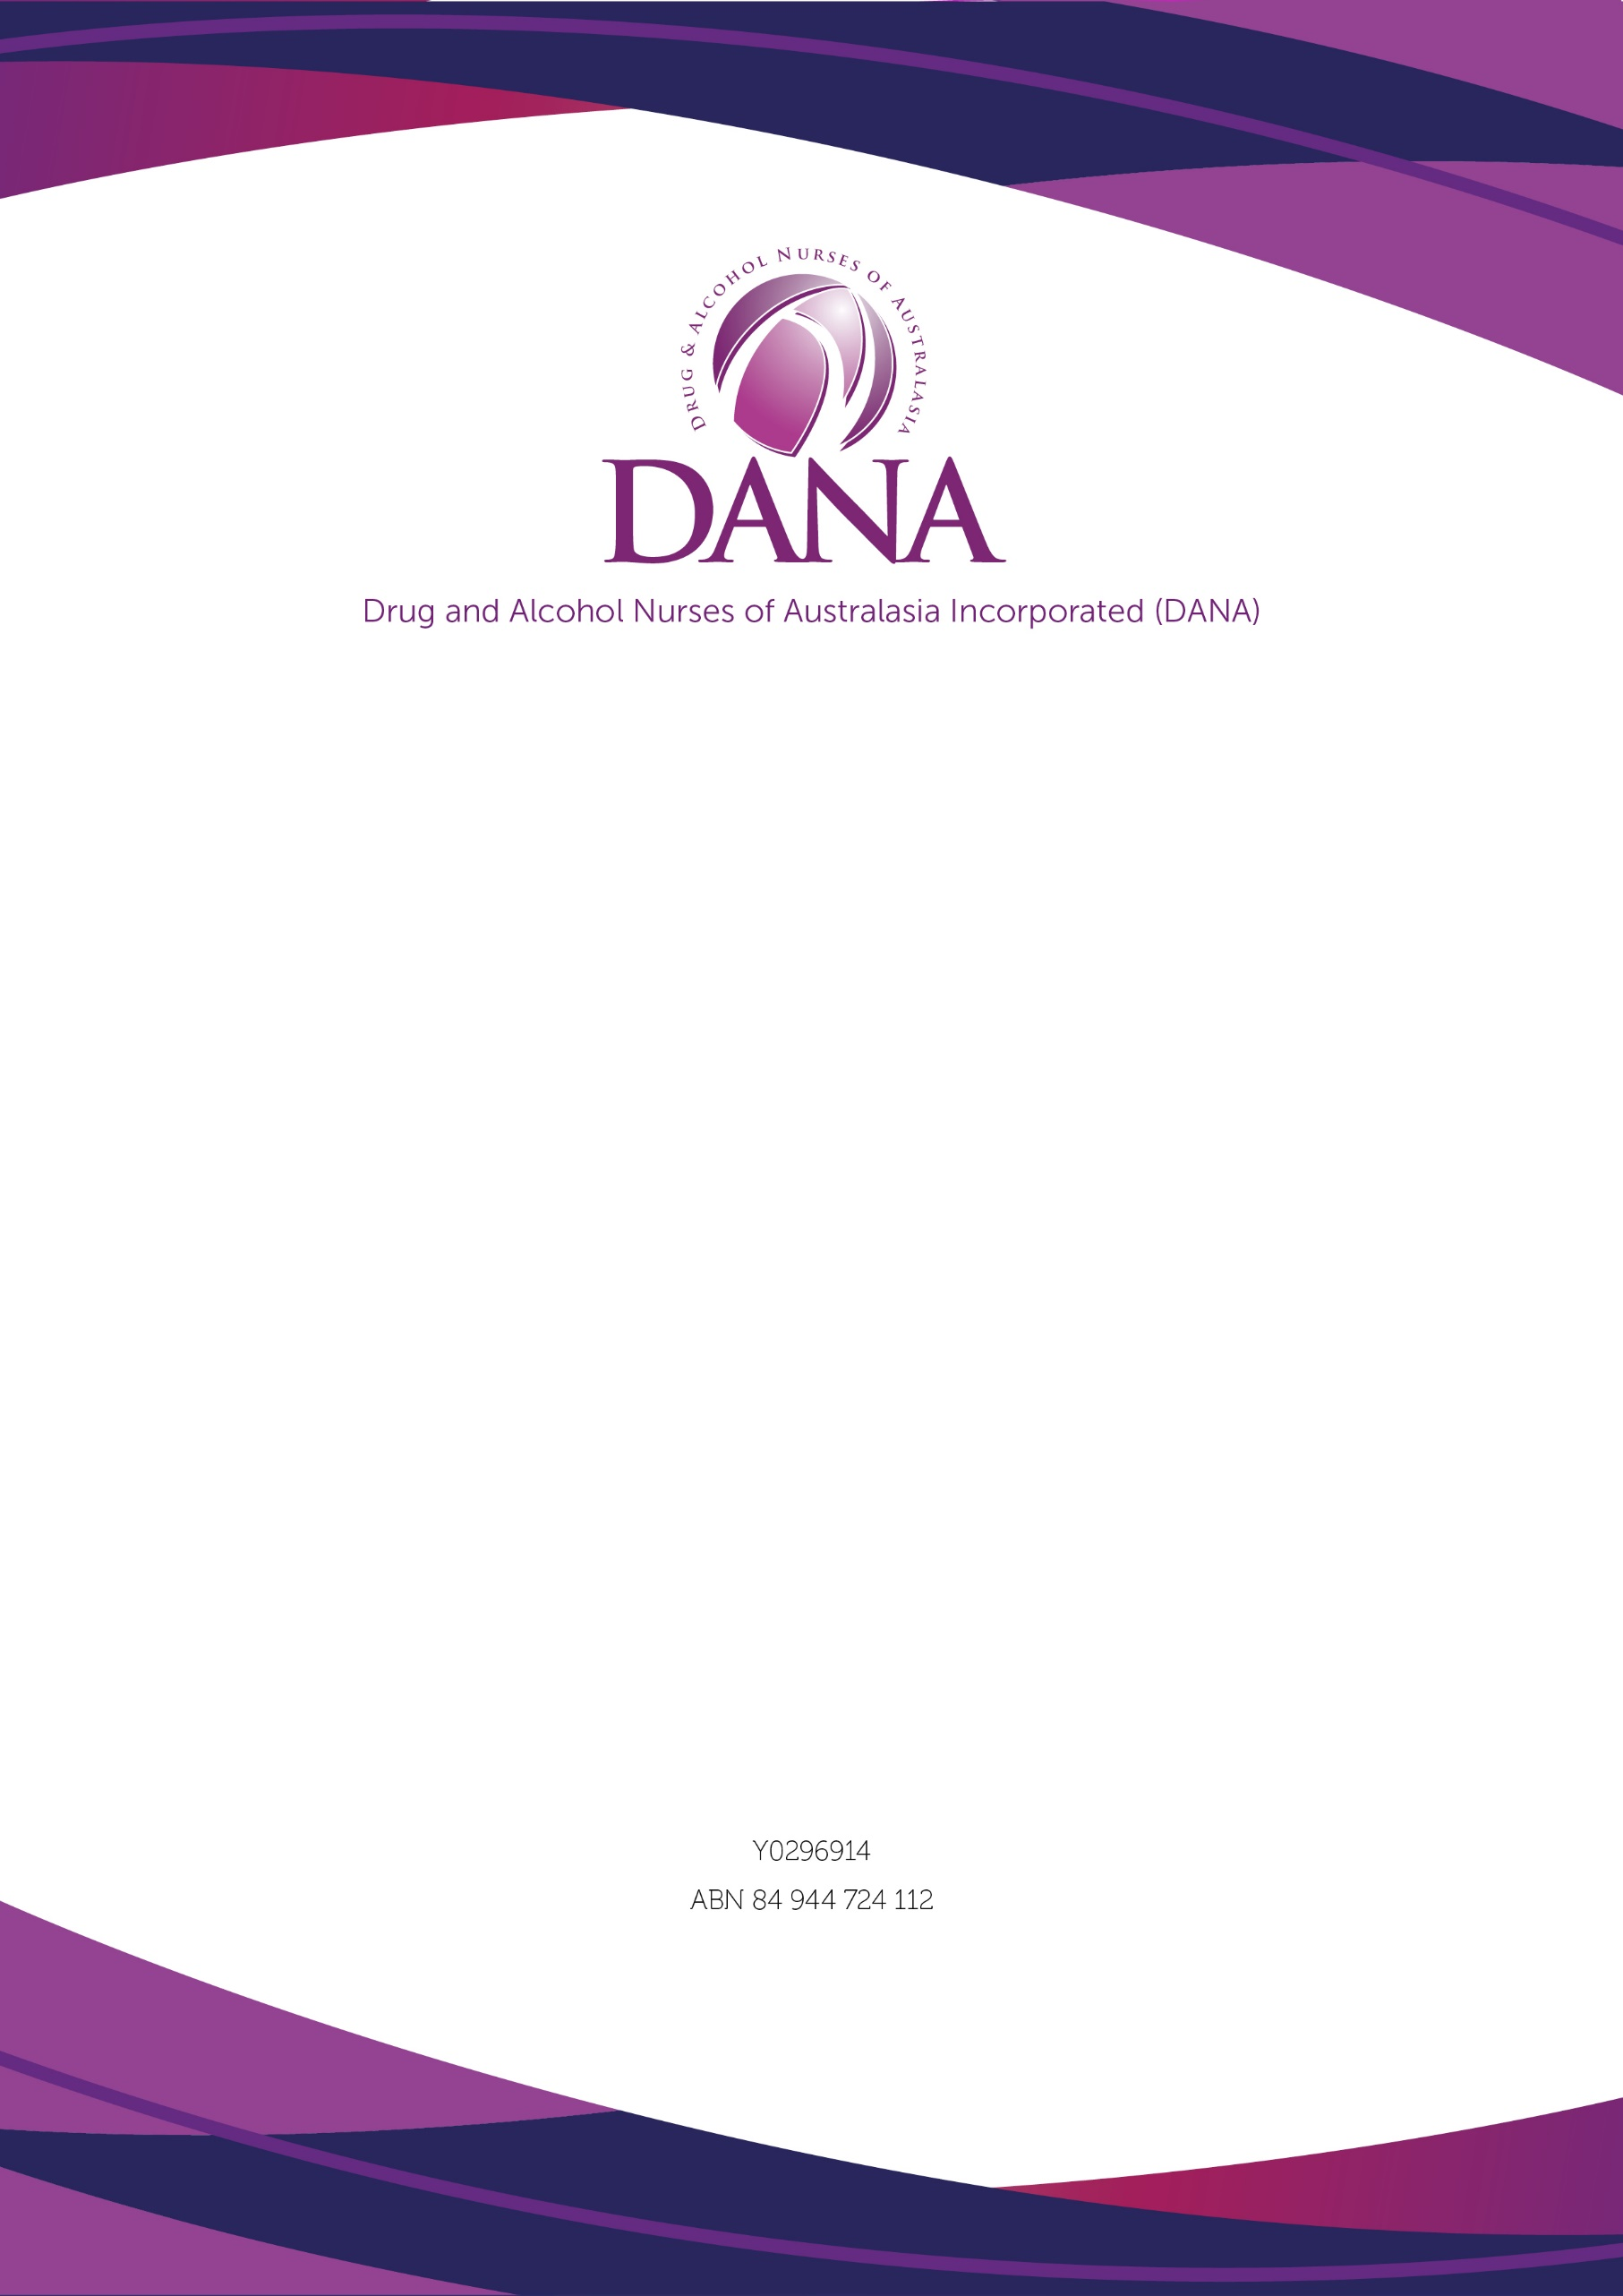 DRUG & ALCOHOL NURSES OF AUSTRALASIA
DANA
Drug and Alcohol Nurses of Australasia Incorporated (DANA)
Y0296914
ABN 84 944 724 112